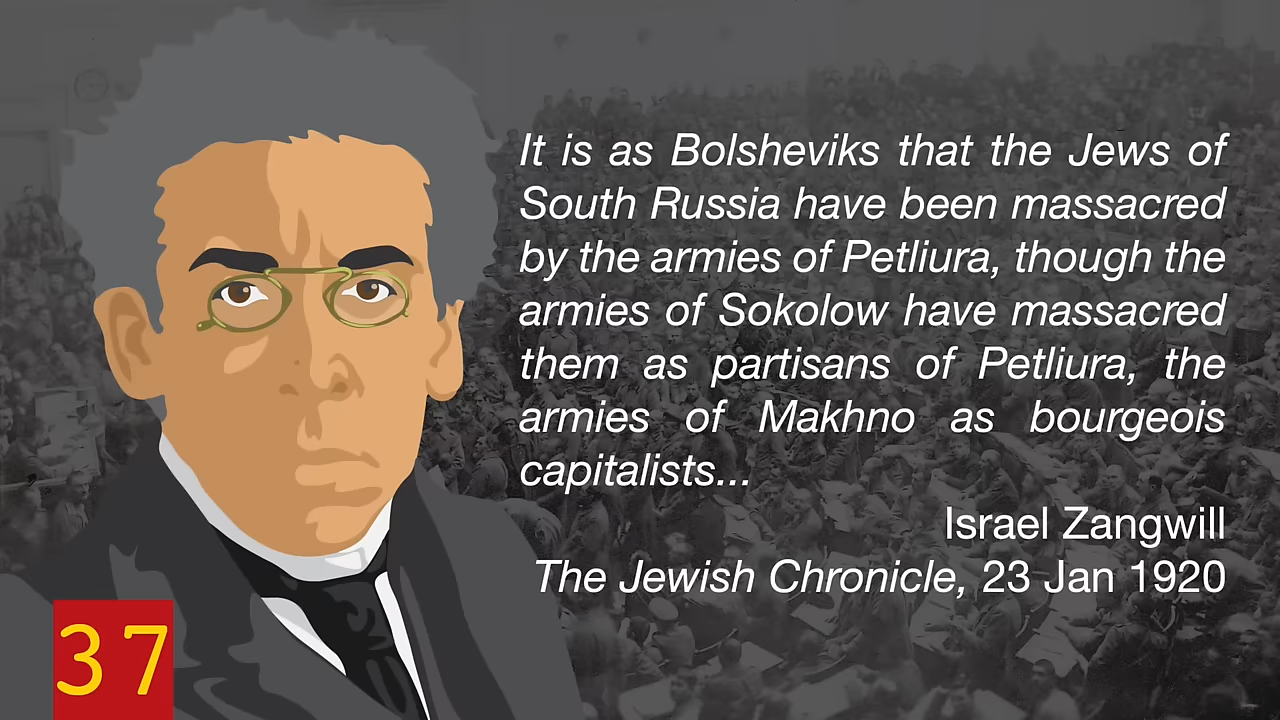 It is as Bolsheviks that the Jews of
South Russia have been massacred
by the armies of Petliura, though the
armies of Sokolow have massacred
them as partisans of Petliura, the
armies of Makhno as bourgeois
capitalists...
Israel Zangwill
The Jewish Chronicle, 23 Jan 1920
37